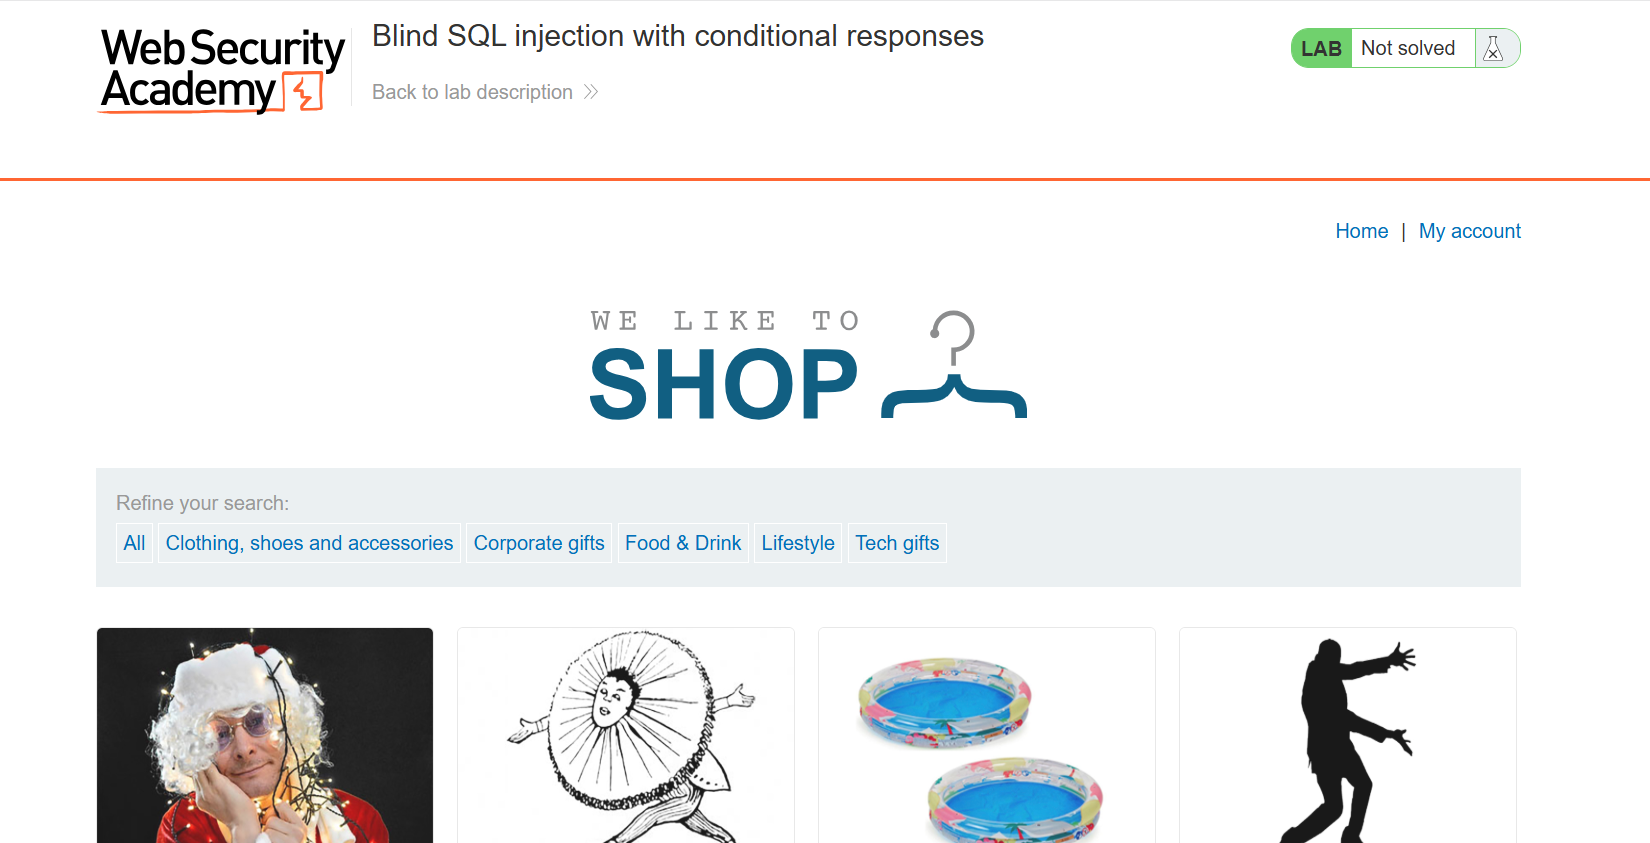 Web Security
Academy
Blind SQL injection with conditional responses
Back to lab description
LAB Not solved
Home | My account
WE LIKE TO
SHOP
Refine your search:
All Clothing, shoes and accessories Corporate gifts Food & Drink Lifestyle Tech gifts